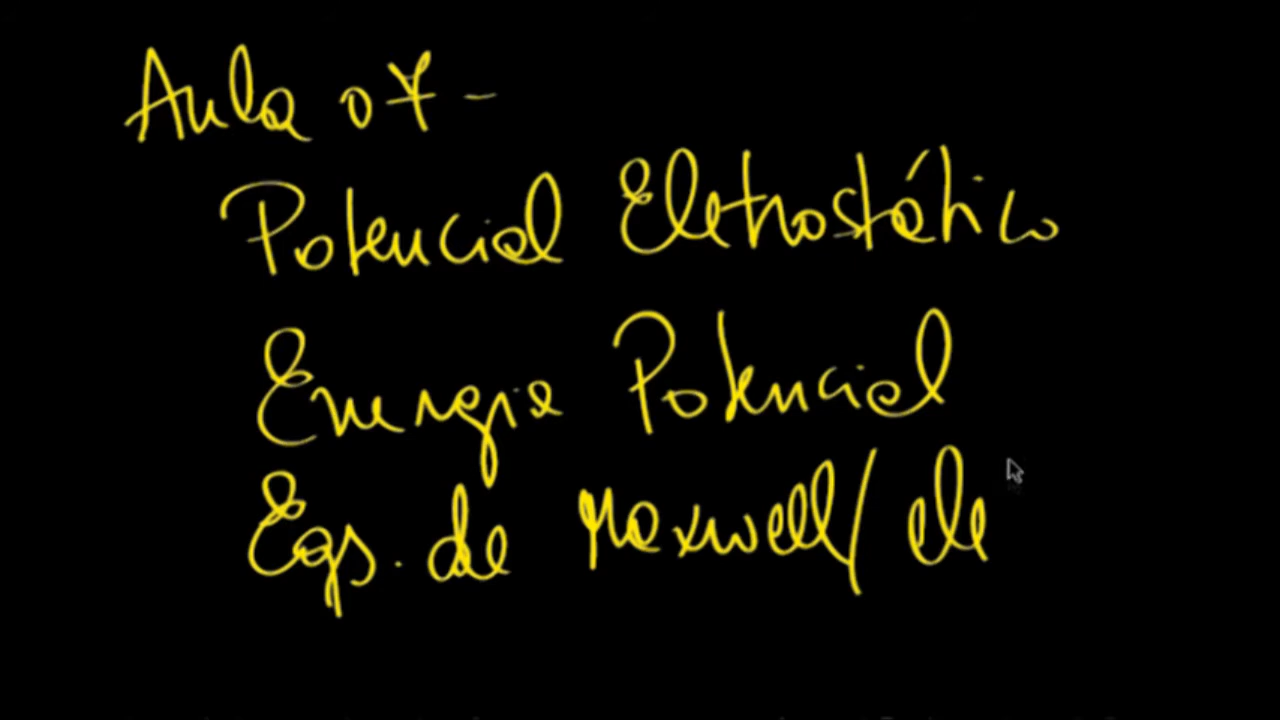 Aula 07 -
Potencial Eletrostático
Energia Potencial
Eqs. de Maxwell/ ele